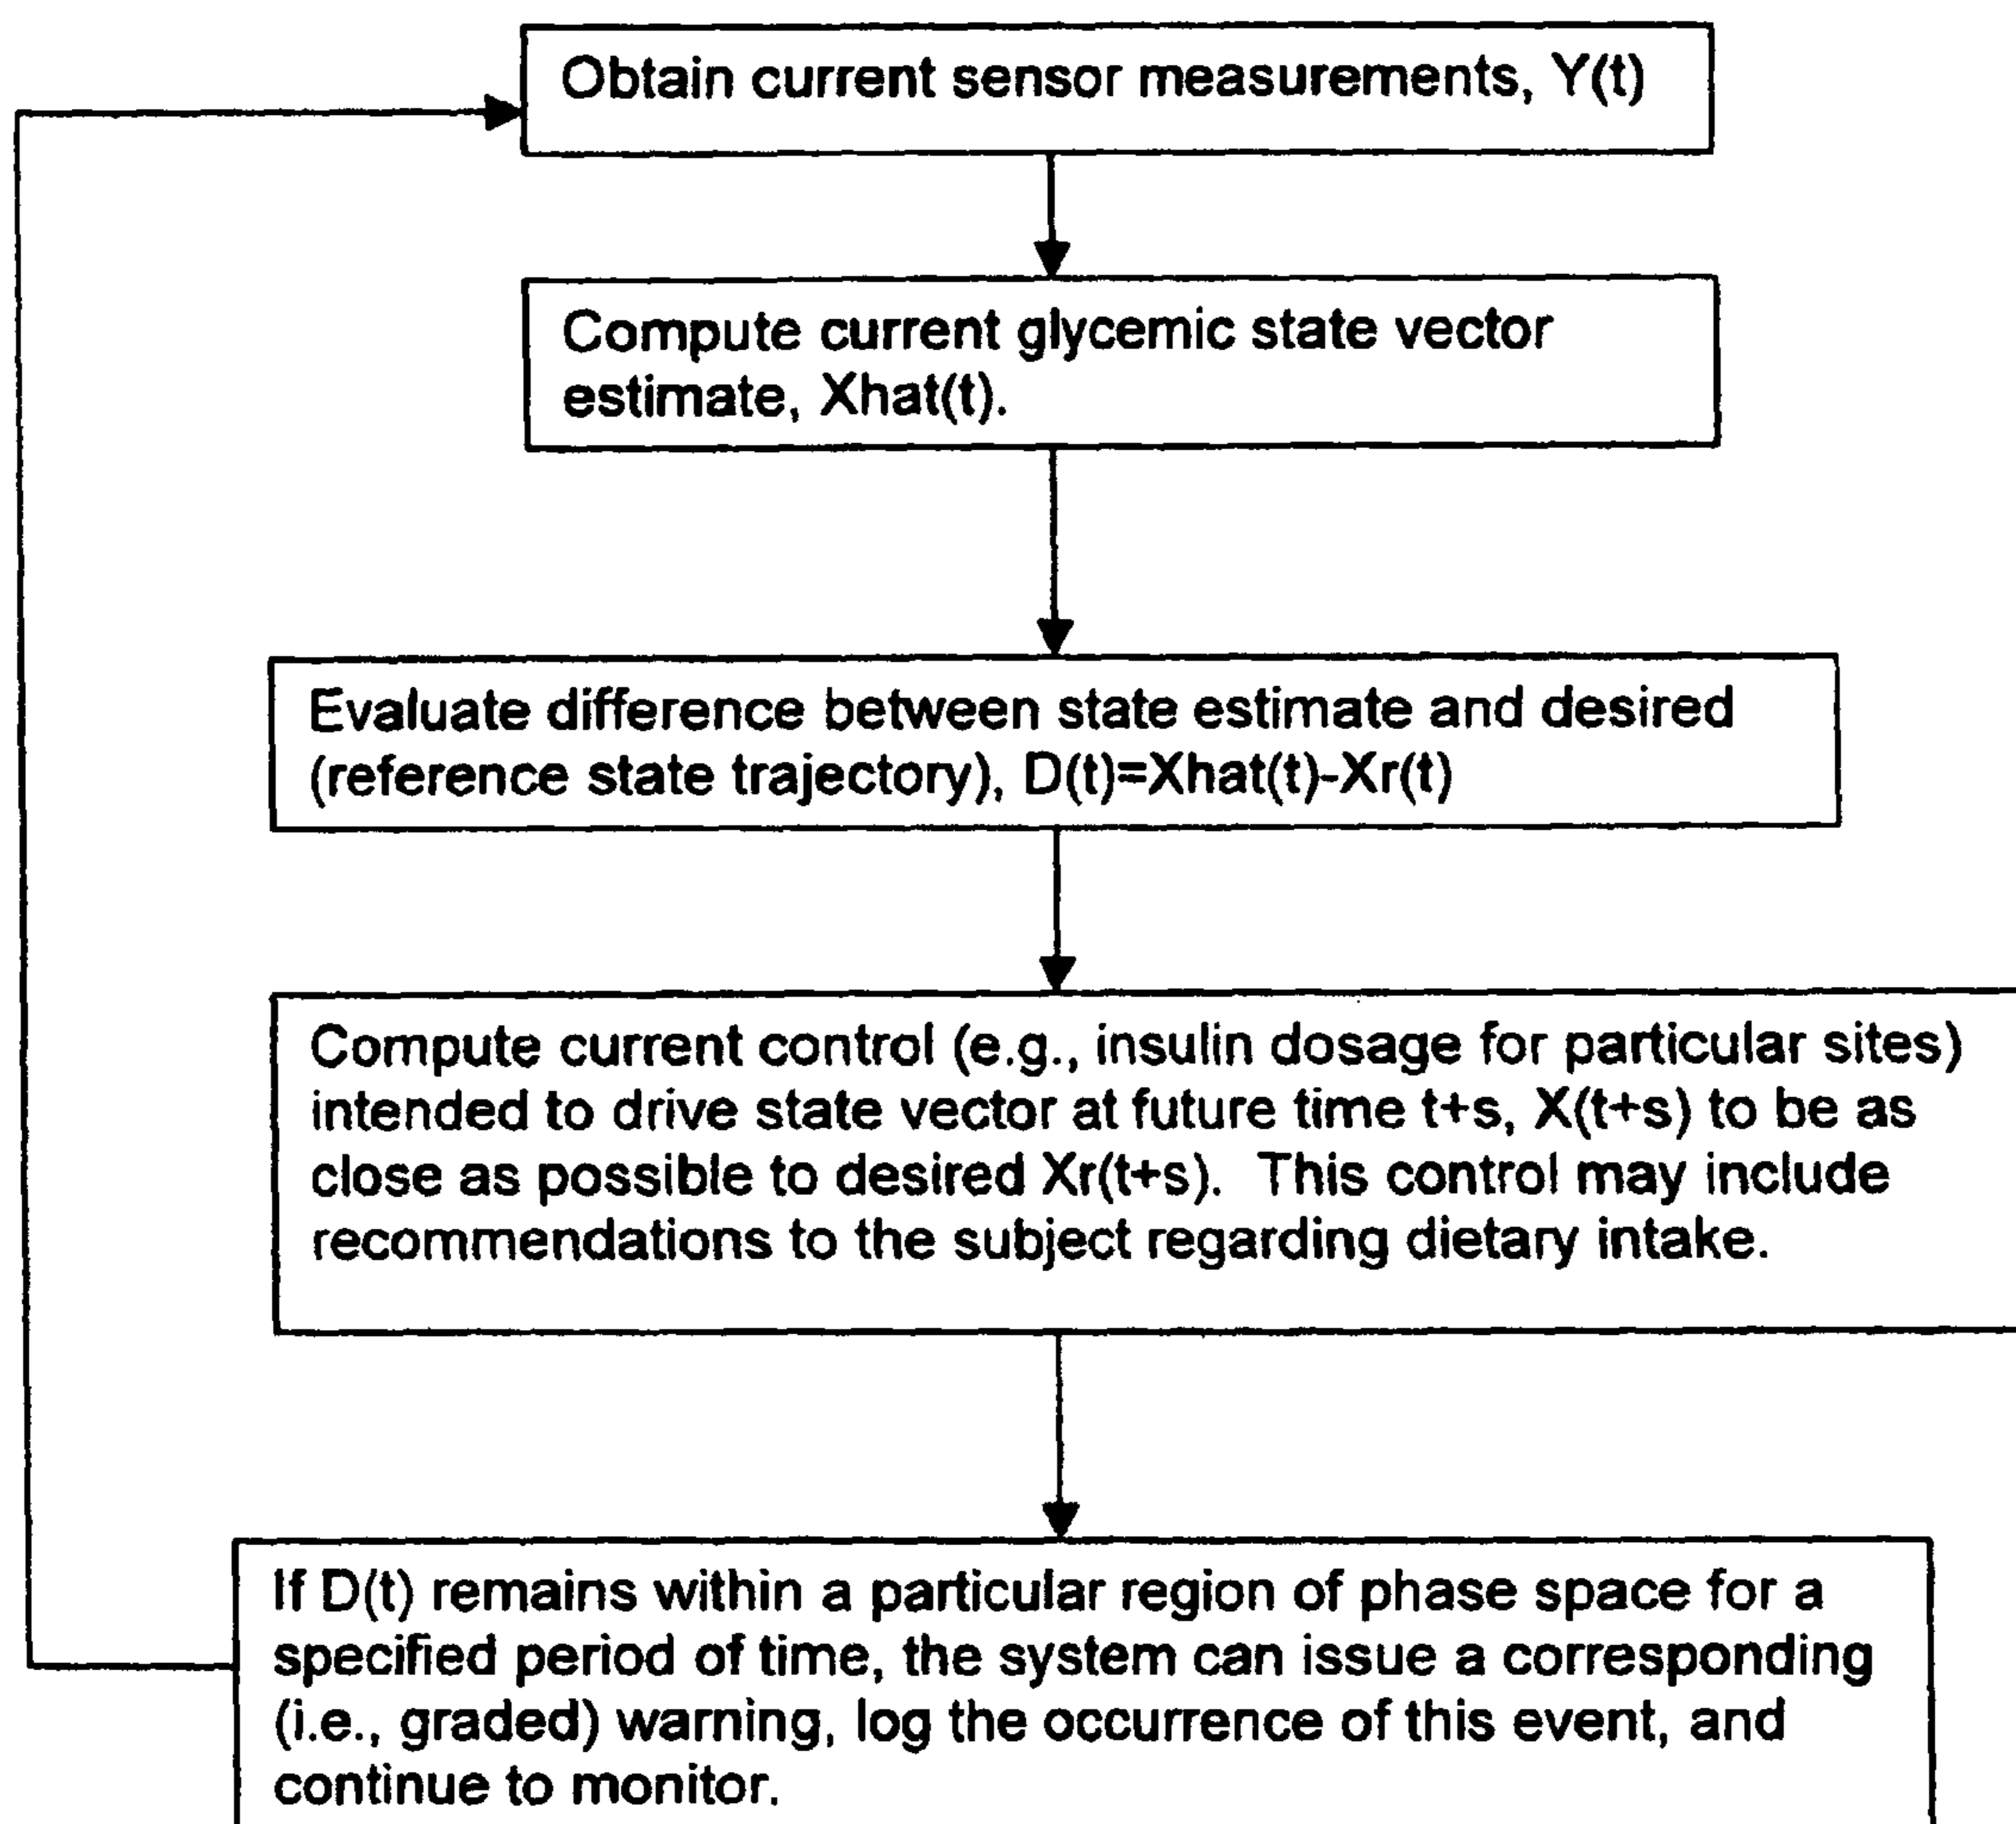 Obtain current sensor measurements, Y(t)
Compute current glycemic state vector
estimate, Xhat(t).
Evaluate difference between state estimate and desired
(reference state trajectory), D(t)=Xhat(t)-Xr(t)
Compute current control (e.g., insulin dosage for particular sites)
intended to drive state vector at future time t+s, X(t+s) to be as
close as possible to desired Xr(t+s).  This control may include
recommendations to the subject regarding dietary intake.
If D(t) remains within a particular region of phase space for a
specified period of time, the system can issue a corresponding
(i.e., graded) warning, log the occurrence of this event, and
continue to monitor.